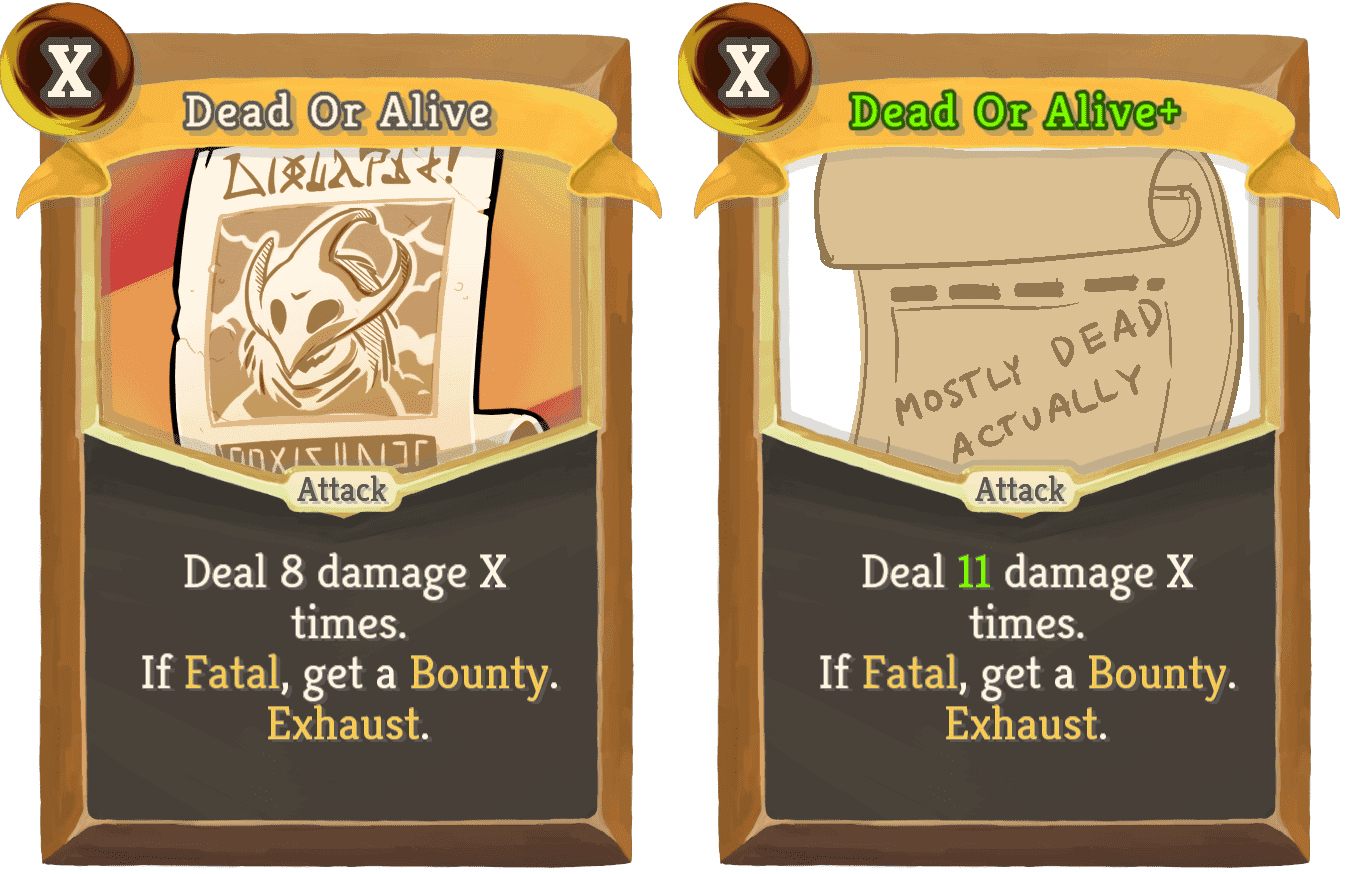 X
Dead Or Alive
Attack
Deal 8 damage X
times.
If Fatal, get a Bounty.
Exhaust.
X
Dead Or Alive+
MOSTLY DEAD
ACTUALLY
Attack
Deal 11 damage X
times.
If Fatal, get a Bounty.
Exhaust.